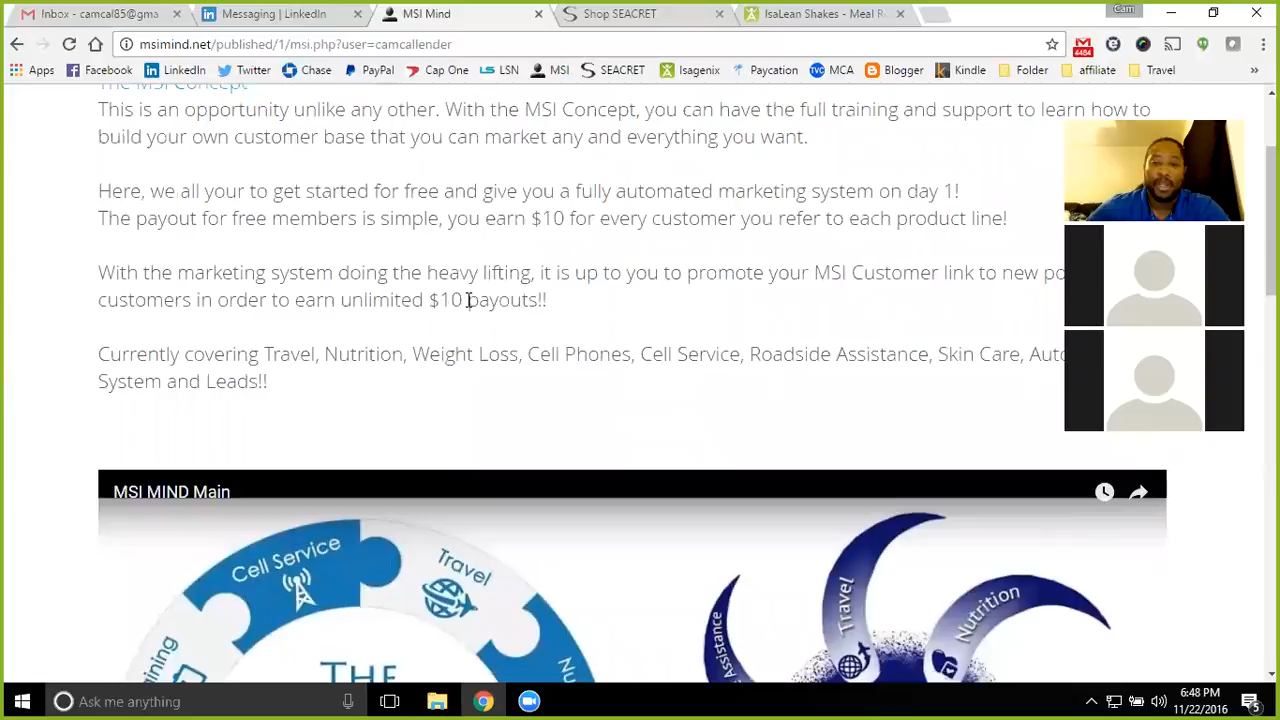 Inbox - camcal85@gma
Messaging | LinkedIn
MSI Mind
Shop SEACRET
IsaLean Shakes - Meal R
Cam
msimind.net/published/1/msi.php?user=camcallender
4484
Apps Facebook LinkedIn Twitter Chase PayPal Cap One LSN MSI SEACRET Isagenix Paycation MCA Blogger Kindle Folder affiliate Travel
The MSI Concept
This is an opportunity unlike any other. With the MSI Concept, you can have the full training and support to learn how to
build your own customer base that you can market any and everything you want.
Here, we all your to get started for free and give you a fully automated marketing system on day 1!
The payout for free members is simple, you earn $10 for every customer you refer to each product line!
With the marketing system doing the heavy lifting, it is up to you to promote your MSI Customer link to new po
customers in order to earn unlimited $10 payouts!!
Currently covering Travel, Nutrition, Weight Loss, Cell Phones, Cell Service, Roadside Assistance, Skin Care, Auto
System and Leads!!
MSI MIND Main
Cell Service
Travel
ining
THE
Nu
Assistance
Travel
Nutrition
Ask me anything
6:48 PM
11/22/2016
5